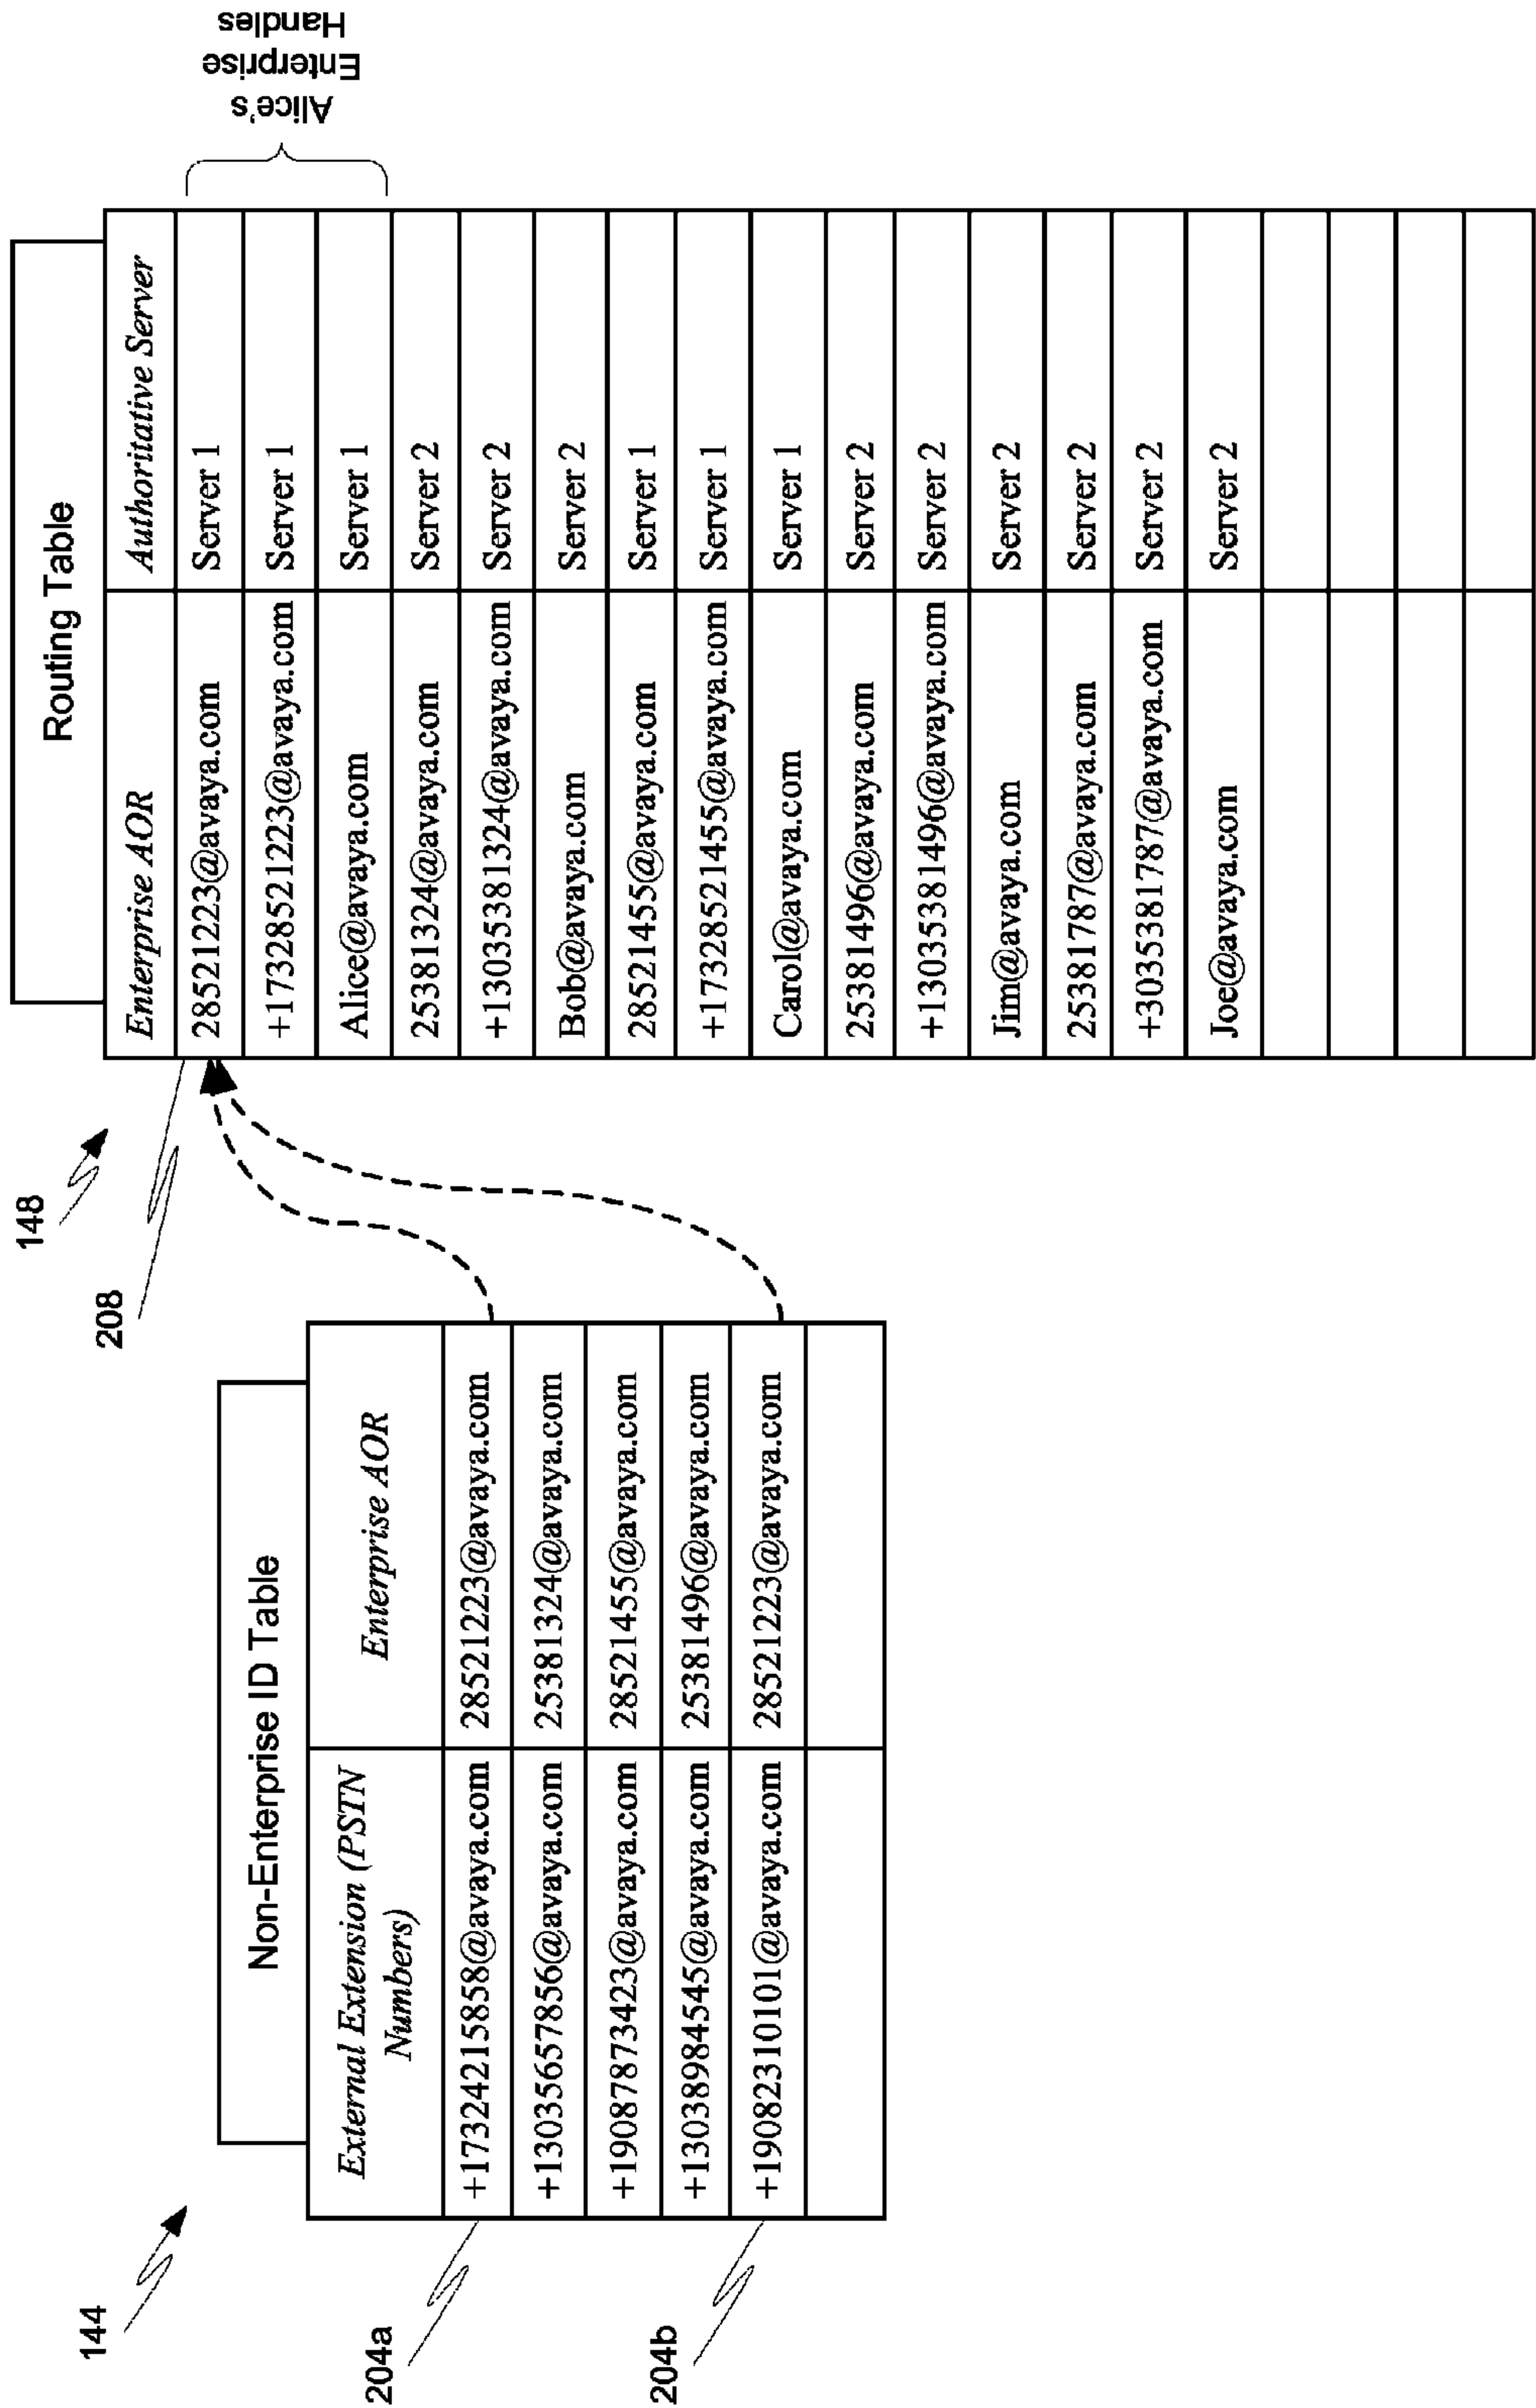 144
Non-Enterprise ID Table
External Extension (PSTN Numbers) Enterprise AOR
204a
+17324215858@avaya.com 28521223@avaya.com
+13035657856@avaya.com 25381324@avaya.com
+19087873423@avaya.com 28521455@avaya.com
+13038984545@avaya.com 25381496@avaya.com
204b
+19082310101@avaya.com 28521223@avaya.com
148
208
Routing Table
Enterprise AOR Authoritative Server
28521223@avaya.com Server 1
+17328521223@avaya.com Server 1
Alice@avaya.com Server 1
25381324@avaya.com Server 2
+13035381324@avaya.com Server 2
Bob@avaya.com Server 2
28521455@avaya.com Server 1
+17328521455@avaya.com Server 1
Carol@avaya.com Server 1
25381496@avaya.com Server 2
+13035381496@avaya.com Server 2
Jim@avaya.com Server 2
25381787@avaya.com Server 2
+3035381787@avaya.com Server 2
Joe@avaya.com Server 2
Alice's
Enterprise
Handles